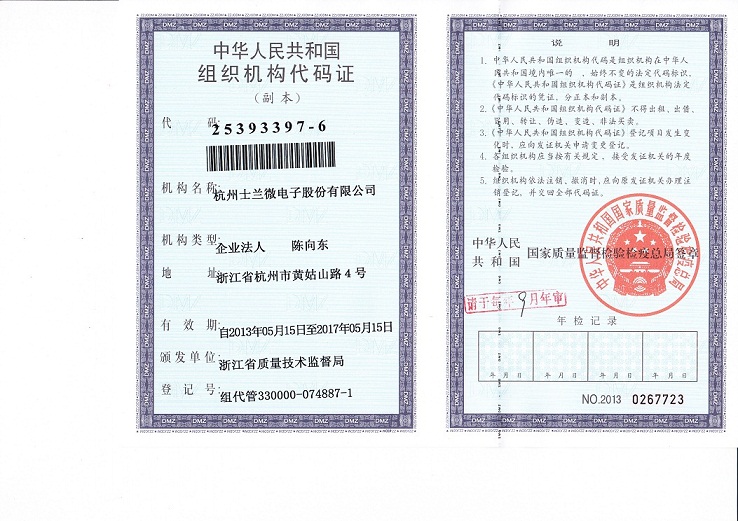 中华人民共和国
组织机构代码证
（副本）
代 码: 25393397-6
机构名称: 杭州士兰微电子股份有限公司
机构类型: 企业法人 陈向东
地 址: 浙江省杭州市黄姑山路4号
有 效 期: 自2013年05月15日至2017年05月15日
颁发单位: 浙江省质量技术监督局
登 记 号: 组代管330000-074887-1
说 明
1. 中华人民共和国组织机构代码是组织机构在中华人
民共和国境内唯一的、始终不变的法定代码标识，
《中华人民共和国组织机构代码证》是组织机构法定
代码标识的凭证，分正本和副本。
2. 《中华人民共和国组织机构代码证》不得出租、出借、
冒用、转让、伪造、变造、非法买卖。
3. 《中华人民共和国组织机构代码证》登记项目发生变
化时，应向发证机关申请变更登记。
4. 各组织机构应当按有关规定，接受发证机关的年度
检验。
5. 组织机构依法注销、撤消时，应向原发证机关办理注
销登记，并交回全部代码证。
中华人民
共和国 国家质量监督检验检疫总局签章
中华人民共和国国家质量监督检验检疫总局
请于每年9月年审
年检记录
年 月 日 年 月 日 年 月 日 年 月 日
NO.2013 0267723